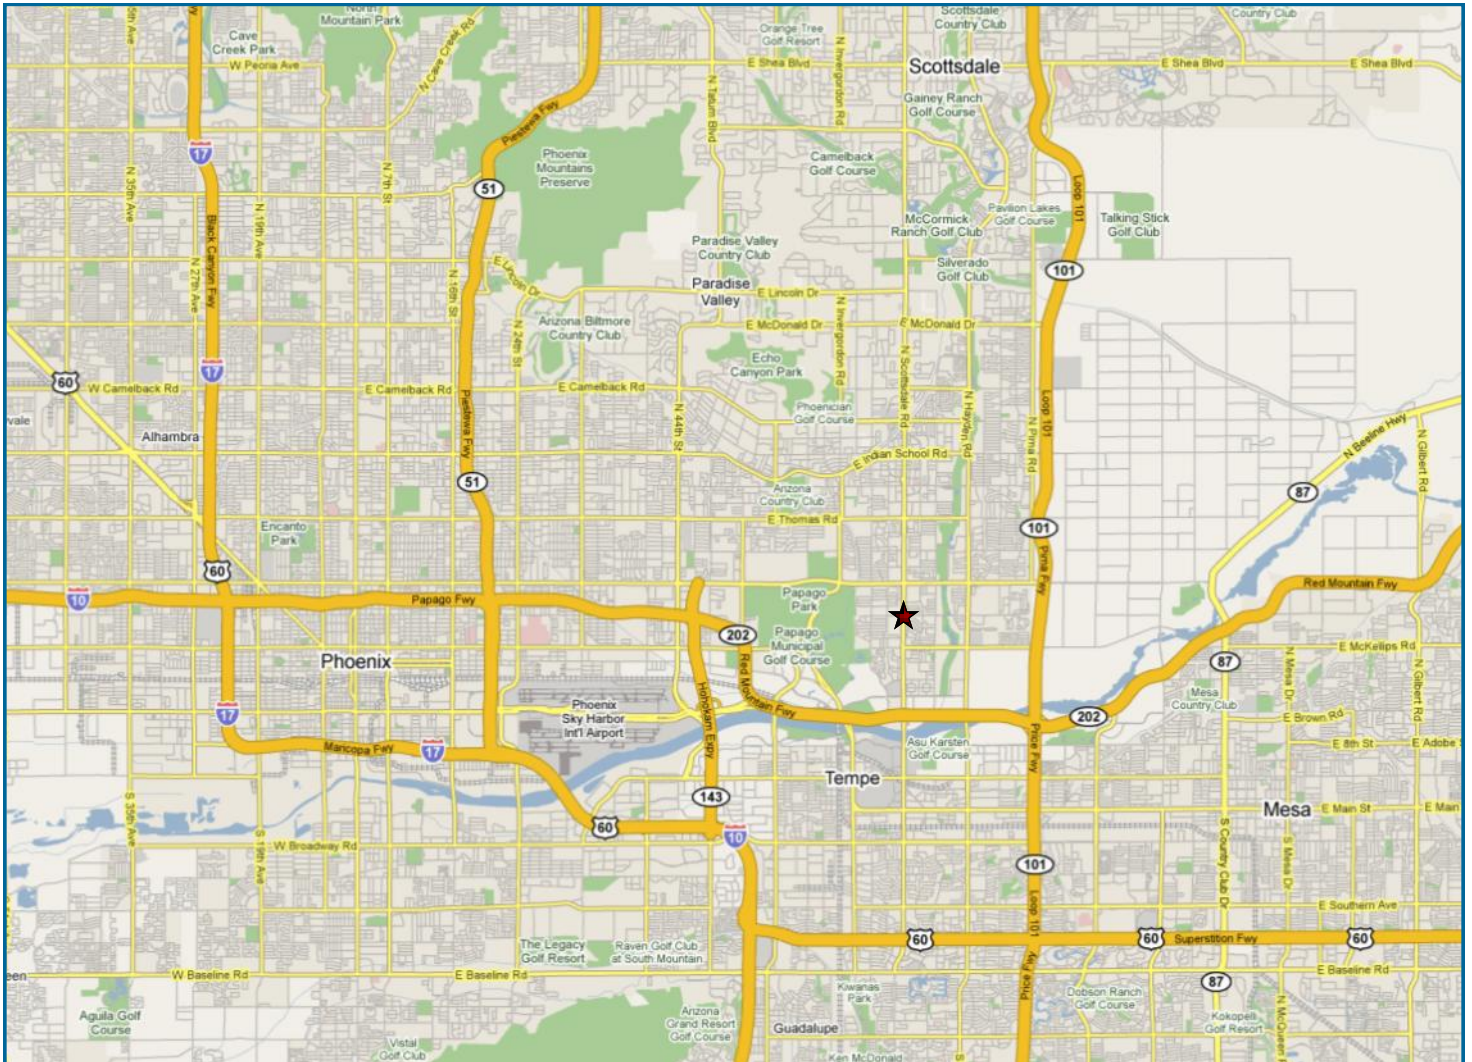 wy
5th Ave
North
Mountain Park
N Cave Creek Rd
Cave
Creek Park
W Peoria Ave
Orange Tree
Golf Resort
N Invergordon Rd
Scottsdale
Country Club
Country Club
E Shea Blvd
Scottsdale
E Shea Blvd
E Shea Blvd
N Tatum Blvd
Gainey Ranch
Golf Course
Piestewa Fwy
17
Phoenix
Mountains
Preserve
Camelback
Golf Course
N 35th Ave
N 7th St
51
Loop 101
Black Canyon Fwy
N 19th Ave
McCormick
Ranch Golf Club
Pavilion Lakes
Golf Course
Talking Stick
Golf Club
Paradise Valley
Country Club
N 27th Ave
N 16th St
E Lincoln Dr
Silverado
Golf Club
101
Paradise
Valley
E Lincoln Dr
N Invergordon Rd
N 24th St
Arizona Biltmore
Country Club
E McDonald Dr
E McDonald Dr
Echo
Canyon Park
N Scottsdale Rd
17
60
W Camelback Rd
E Camelback Rd
E Camelback Rd
Piestewa Fwy
N 44th St
Phoenician
Golf Course
N Hayden Rd
Loop 101
N Pima Rd
vale
Alhambra
N Beeline Hwy
N Gilbert Rd
E Indian School Rd
51
Arizona
Country Club
87
E Thomas Rd
Encanto
Park
101
Pima Fwy
60
Red Mountain Fwy
10
Papago Fwy
Papago
Park
202
Papago
Municipal
Golf Course
E McKellips Rd
Phoenix
Red Mountain Fwy
87
N Mesa Dr
N Gilbert Rd
Hohokam Expy
Mesa
Country Club
Phoenix
Sky Harbor
Int'l Airport
17
202
E Brown Rd
Maricopa Fwy
17
Price Fwy
Asu Karsten
Golf Course
E 8th St
E Adobe
Tempe
143
S 35th Ave
Mesa
E Main St
E Main
60
10
S 19th Ave
W Broadway Rd
S Country Club Dr
S Mesa Dr
101
Loop 101
E Southern Ave
60
60
Superstition Fwy
60
The Legacy
Golf Resort
Raven Golf Club
at South Mountain
een
W Baseline Rd
E Baseline Rd
E Baseline Rd
Price Fwy
87
Kiwanas
Park
Dobson Ranch
Golf Course
N McQueen
Aguila Golf
Course
Arizona
Grand Resort
Golf Course
Guadalupe
Kokopell
Golf Resort
Vistal
Golf Club
Ken McDonald
S